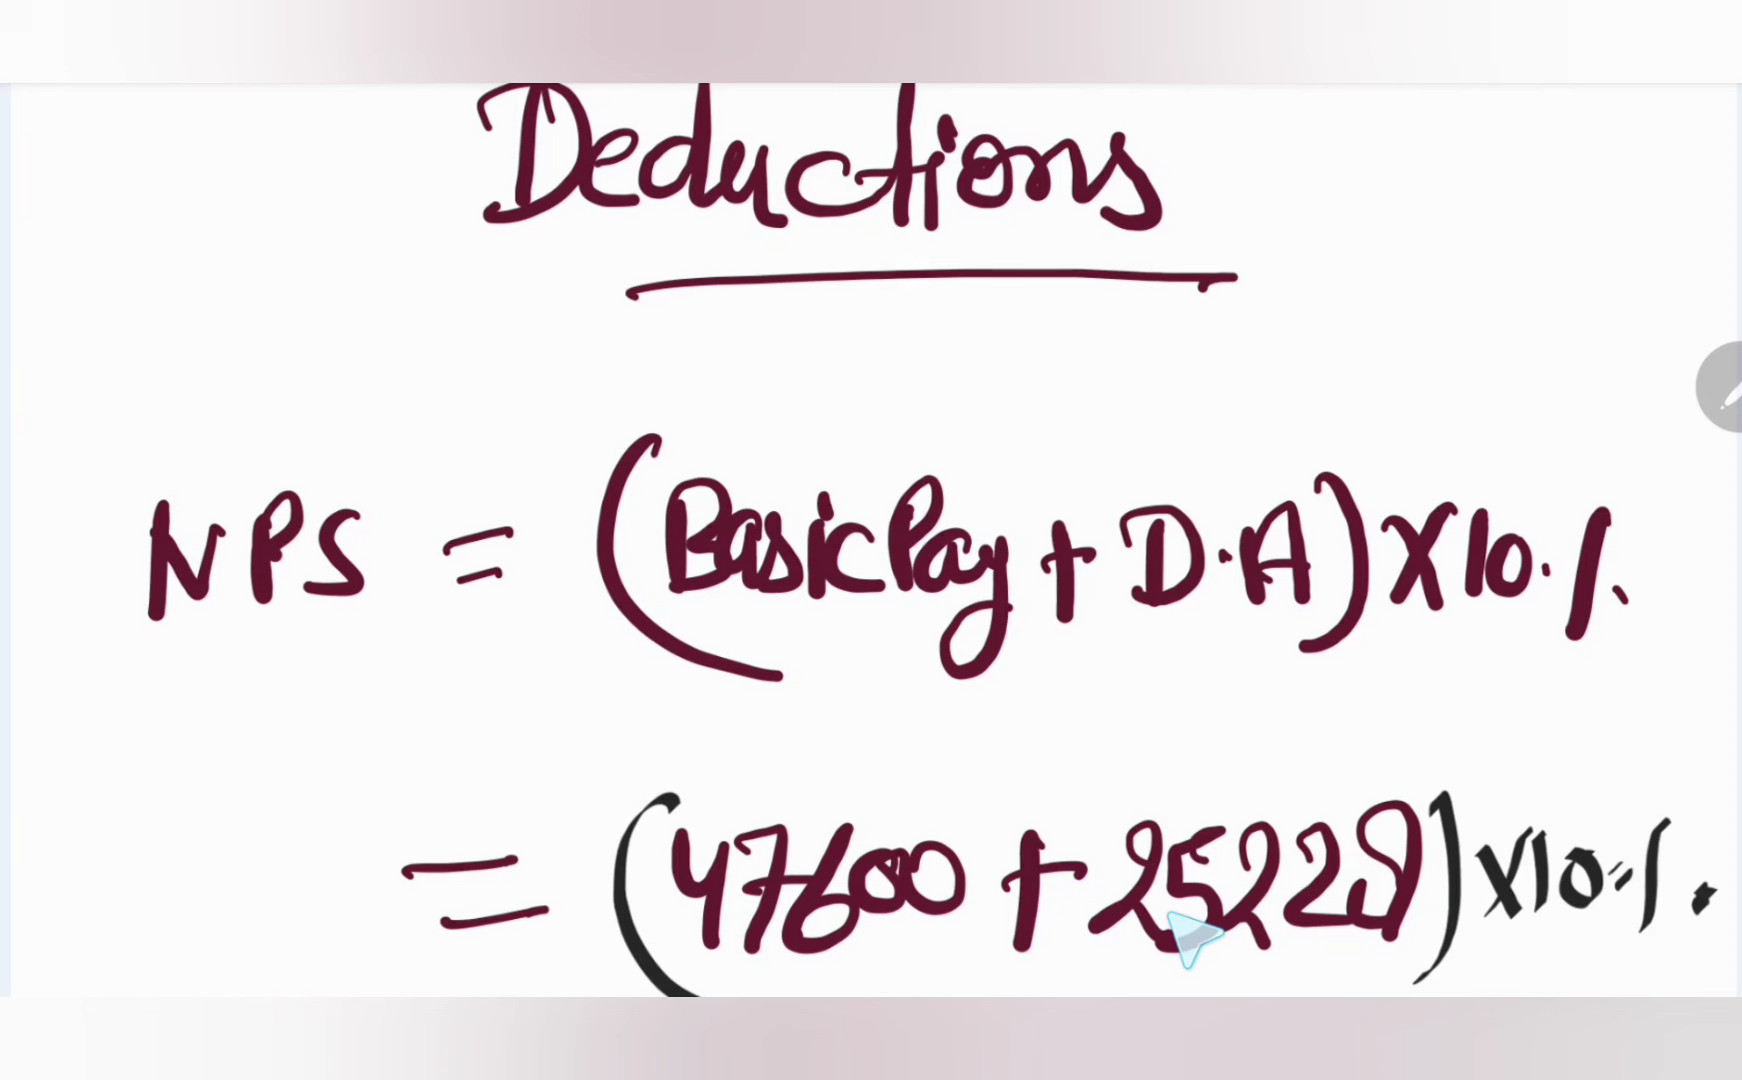 Deductions
NPS = (Basic Pay + D.A) X 10%
= (47600 + 25228) X 10%